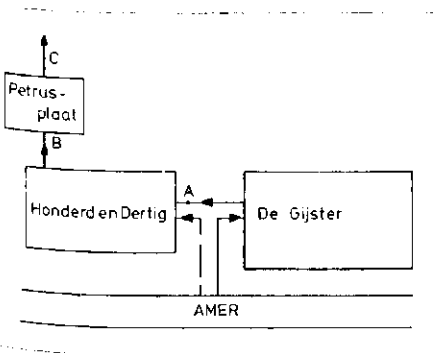 C
Petrus-
plaat
B
A
Honderd en Dertig
De Gijster
AMER